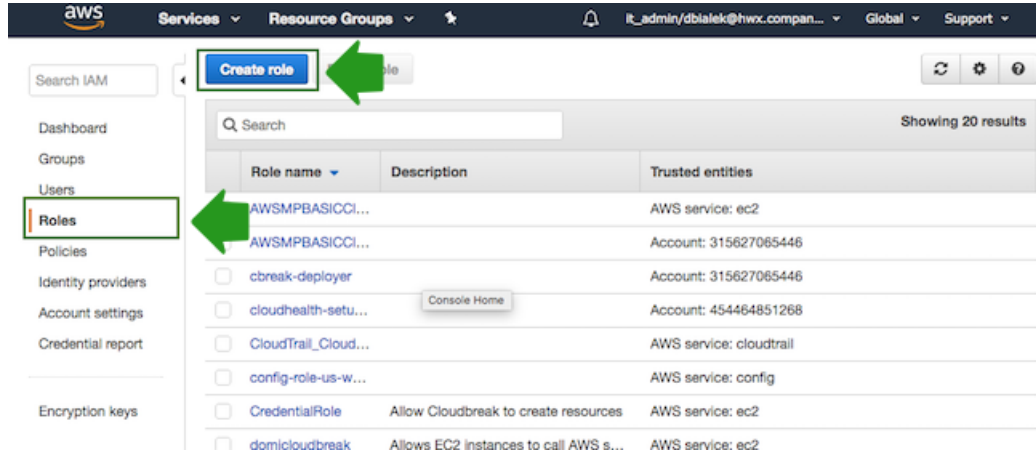 aws Services Resource Groups lt_admin/dbialek@hwx.compan... Global Support
Search IAM
Create role
Dashboard
Groups
Users
Roles
Policies
Identity providers
Account settings
Credential report
Encryption keys
Search Showing 20 results
Role name Description Trusted entities
AWSMPBASICCl... AWS service: ec2
AWSMPBASICCl... Account: 315627065446
cbreak-deployer Account: 315627065446
Console Home
cloudhealth-setu... Account: 454464851268
CloudTrail_Cloud... AWS service: cloudtrail
config-role-us-w... AWS service: config
CredentialRole Allow Cloudbreak to create resources AWS service: ec2
domicloudbreak Allows EC2 instances to call AWS s... AWS service: ec2